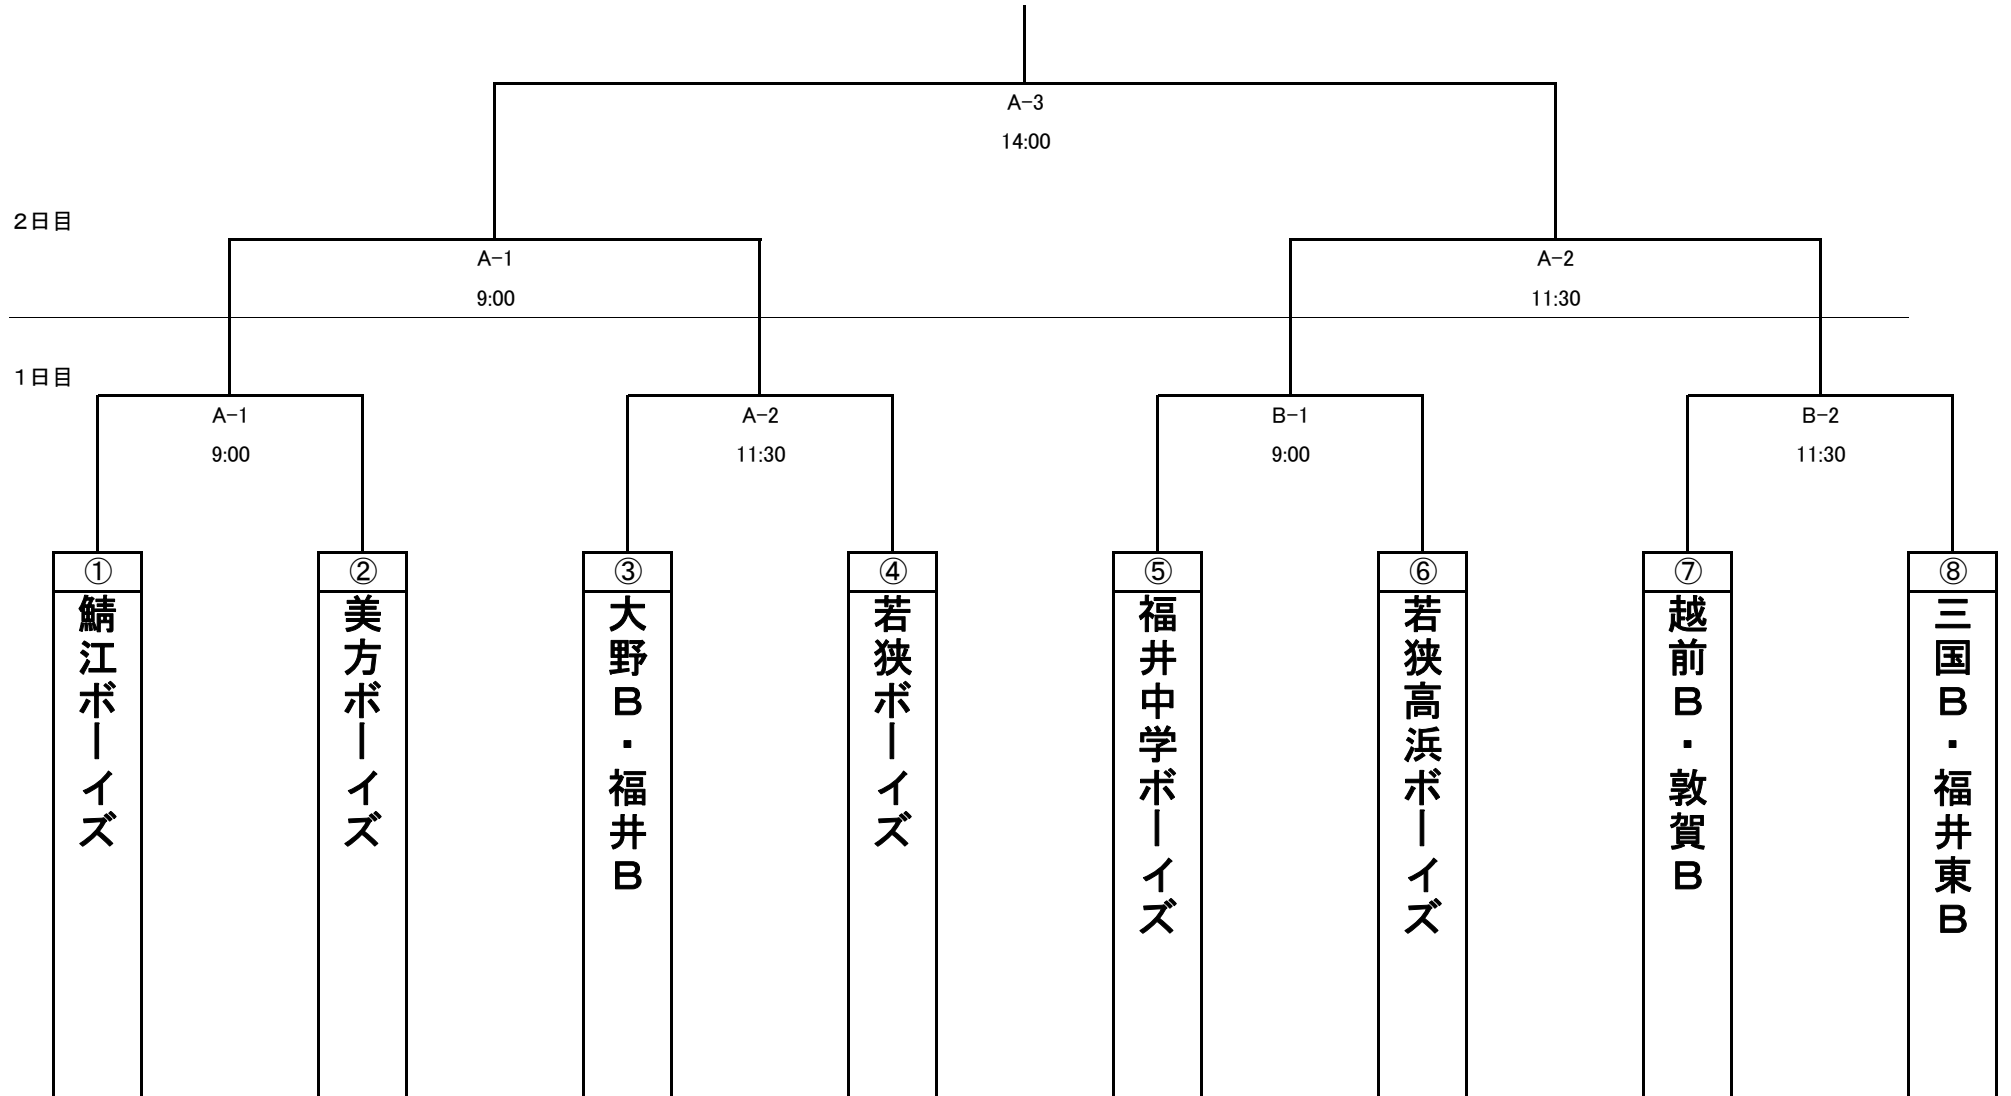 A-3
14:00
2日目
A-1
9:00
A-2
11:30
1日目
A-1
9:00
A-2
11:30
B-1
9:00
B-2
11:30
①
鯖江ボーイズ
②
美方ボーイズ
③
大野B・福井B
④
若狭ボーイズ
⑤
福井中学ボーイズ
⑥
若狭高浜ボーイズ
⑦
越前B・敦賀B
⑧
三国B・福井東B